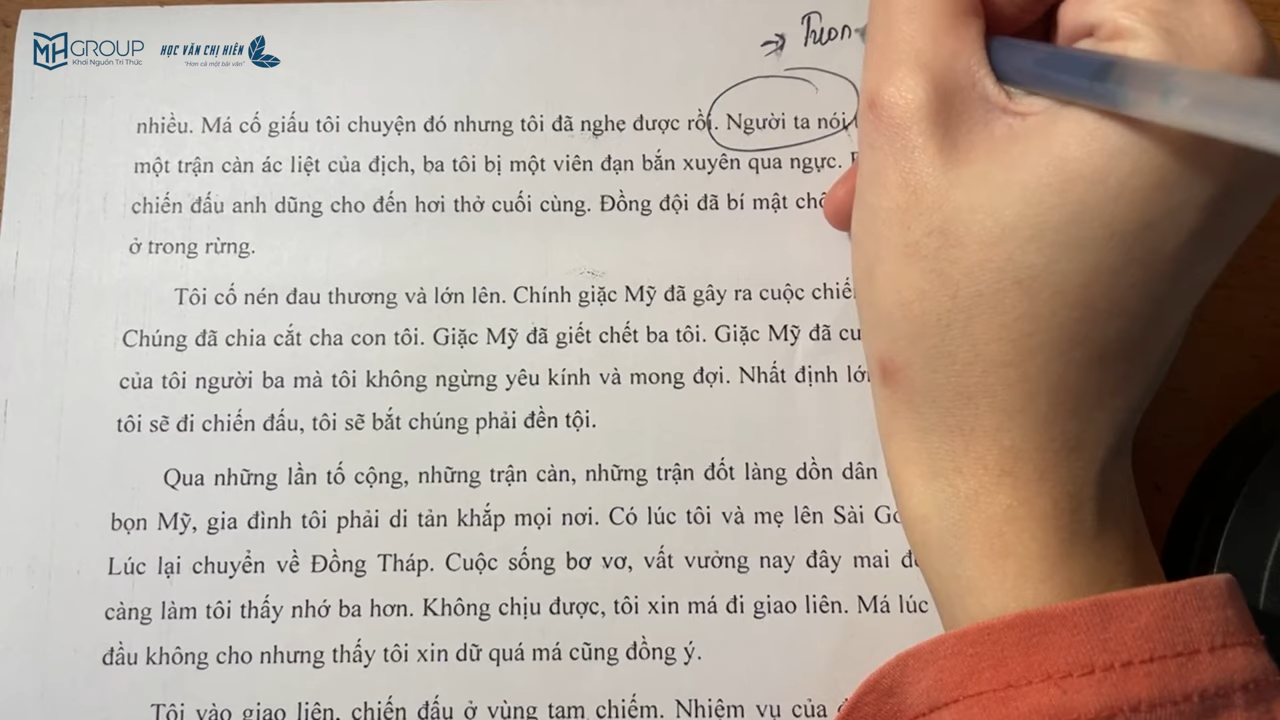 MH GROUP
Khơi Nguồn Tri Thức
HỌC VĂN CHỊ HIÊN
"Hơn cả một bài văn"
nhiều. Má cố giấu tôi chuyện đó nhưng tôi đã nghe được rồi. Người ta nói
một trận càn ác liệt của địch, ba tôi bị một viên đạn bắn xuyên qua ngực.
chiến đấu anh dũng cho đến hơi thở cuối cùng. Đồng đội đã bí mật
ở trong rừng.
Tôi cố nén đau thương và lớn lên. Chính giặc Mỹ đã gây ra cuộc
Chúng đã chia cắt cha con tôi. Giặc Mỹ đã giết chết ba tôi. Giặc Mỹ đã
của tôi người ba mà tôi không ngừng yêu kính và mong đợi. Nhất định
tôi sẽ đi chiến đấu, tôi sẽ bắt chúng phải đền tội.
Qua những lần tố cộng, những trận càn, những trận đốt làng dồn dân
bọn Mỹ, gia đình tôi phải di tản khắp mọi nơi. Có lúc tôi và mẹ lên Sài
Lúc lại chuyển về Đồng Tháp. Cuộc sống bơ vơ, vất vưởng nay đây mai
càng làm tôi thấy nhớ ba hơn. Không chịu được, tôi xin má đi giao liên. Má lúc
đầu không cho nhưng thấy tôi xin dữ quá má cũng đồng ý.
Tôi vào giao liên, chiến đấu ở vùng tạm chiếm. Nhiệm vụ của